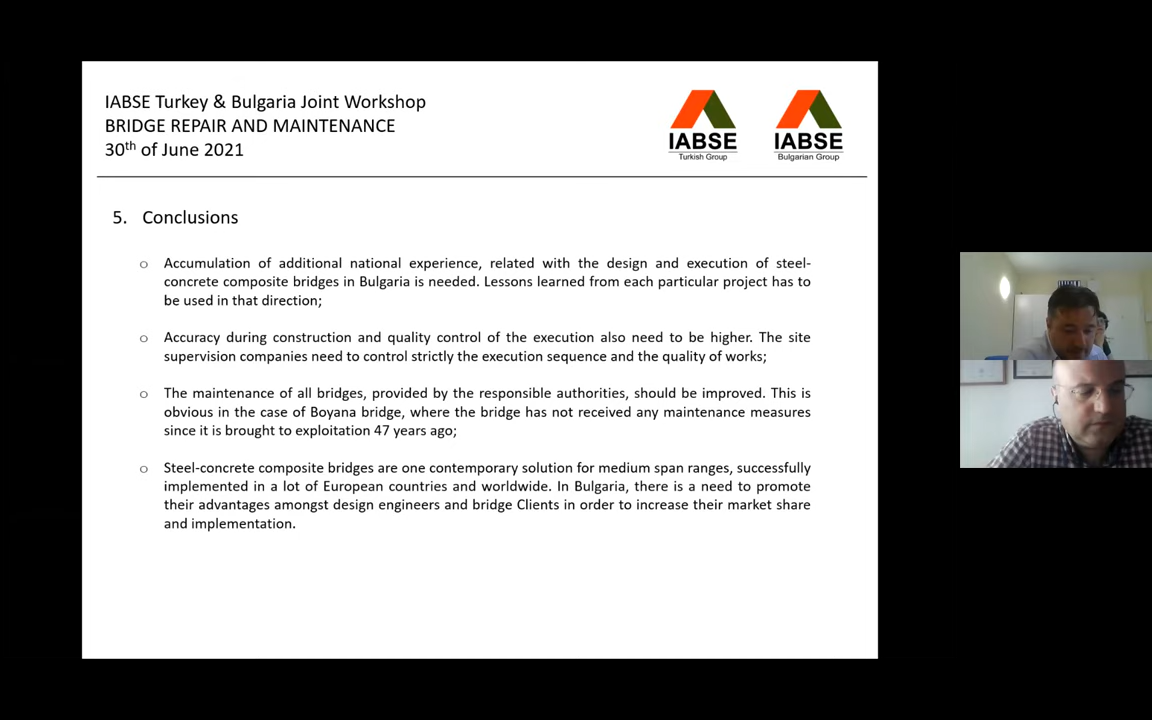 IABSE Turkey & Bulgaria Joint Workshop
BRIDGE REPAIR AND MAINTENANCE
30th of June 2021
IABSE
Turkish Group
IABSE
Bulgarian Group
5. Conclusions
o Accumulation of additional national experience, related with the design and execution of steel-
concrete composite bridges in Bulgaria is needed. Lessons learned from each particular project has to
be used in that direction;
o Accuracy during construction and quality control of the execution also need to be higher. The site
supervision companies need to control strictly the execution sequence and the quality of works;
o The maintenance of all bridges, provided by the responsible authorities, should be improved. This is
obvious in the case of Boyana bridge, where the bridge has not received any maintenance measures
since it is brought to exploitation 47 years ago;
o Steel-concrete composite bridges are one contemporary solution for medium span ranges, successfully
implemented in a lot of European countries and worldwide. In Bulgaria, there is a need to promote
their advantages amongst design engineers and bridge Clients in order to increase their market share
and implementation.